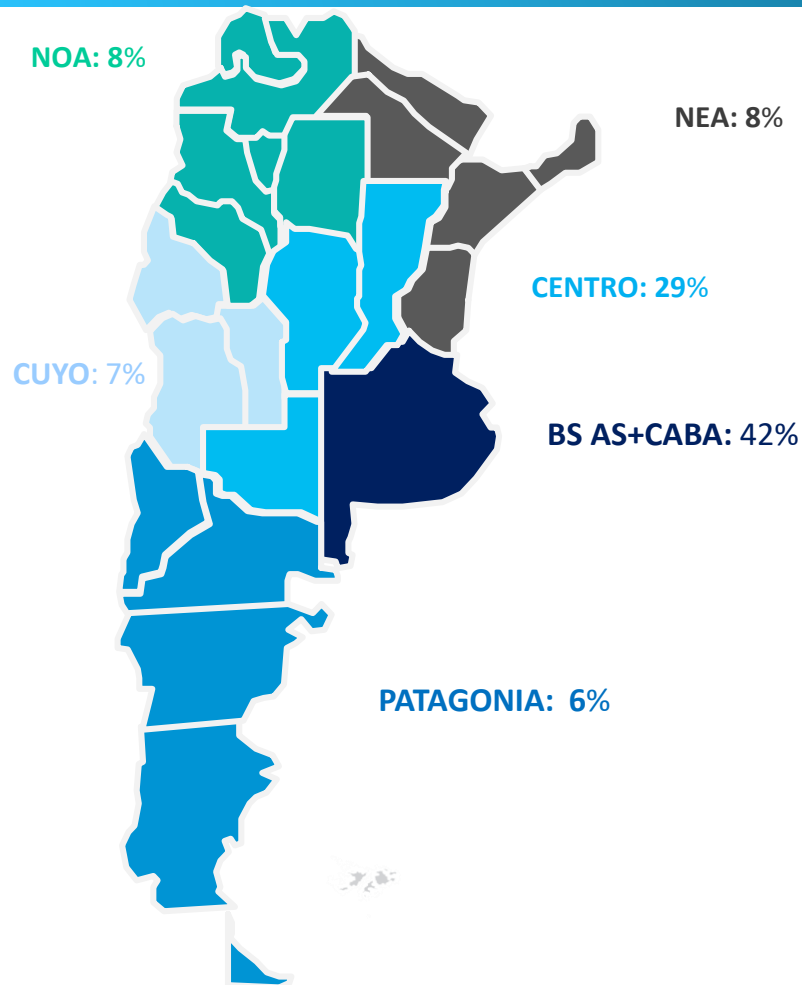 NOA: 8%
NEA: 8%
CENTRO: 29%
CUYO: 7%
BS AS+CABA: 42%
PATAGONIA: 6%